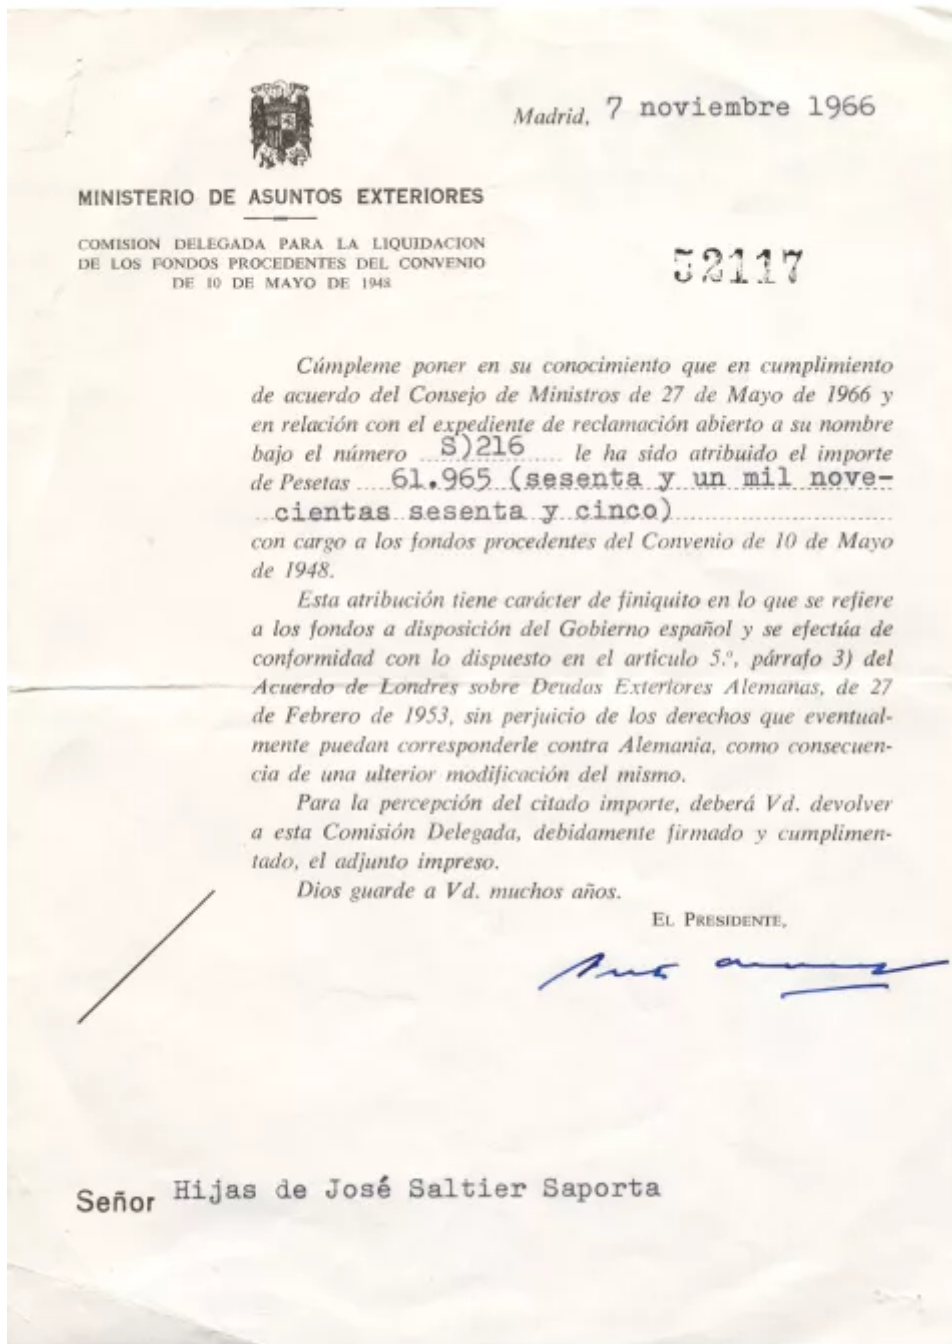 Madrid, 7 noviembre 1966
MINISTERIO DE ASUNTOS EXTERIORES
COMISION DELEGADA PARA LA LIQUIDACION
DE LOS FONDOS PROCEDENTES DEL CONVENIO
DE 10 DE MAYO DE 1948
52117
Cúmpleme poner en su conocimiento que en cumplimiento
de acuerdo del Consejo de Ministros de 27 de Mayo de 1966 y
en relación con el expediente de reclamación abierto a su nombre
bajo el número S)216 le ha sido atribuido el importe
de Pesetas 61.965 (sesenta y un mil nove-
cientas sesenta y cinco)
con cargo a los fondos procedentes del Convenio de 10 de Mayo
de 1948.
Esta atribución tiene carácter de finiquito en lo que se refiere
a los fondos a disposición del Gobierno español y se efectúa de
conformidad con lo dispuesto en el artículo 5.º, párrafo 3) del
Acuerdo de Londres sobre Deudas Exteriores Alemanas, de 27
de Febrero de 1953, sin perjuicio de los derechos que eventual-
mente puedan corresponderle contra Alemania, como consecuen-
cia de una ulterior modificación del mismo.
Para la percepción del citado importe, deberá Vd. devolver
a esta Comisión Delegada, debidamente firmado y cumplimen-
tado, el adjunto impreso.
Dios guarde a Vd. muchos años.
EL PRESIDENTE,
Señor Hijas de José Saltier Saporta